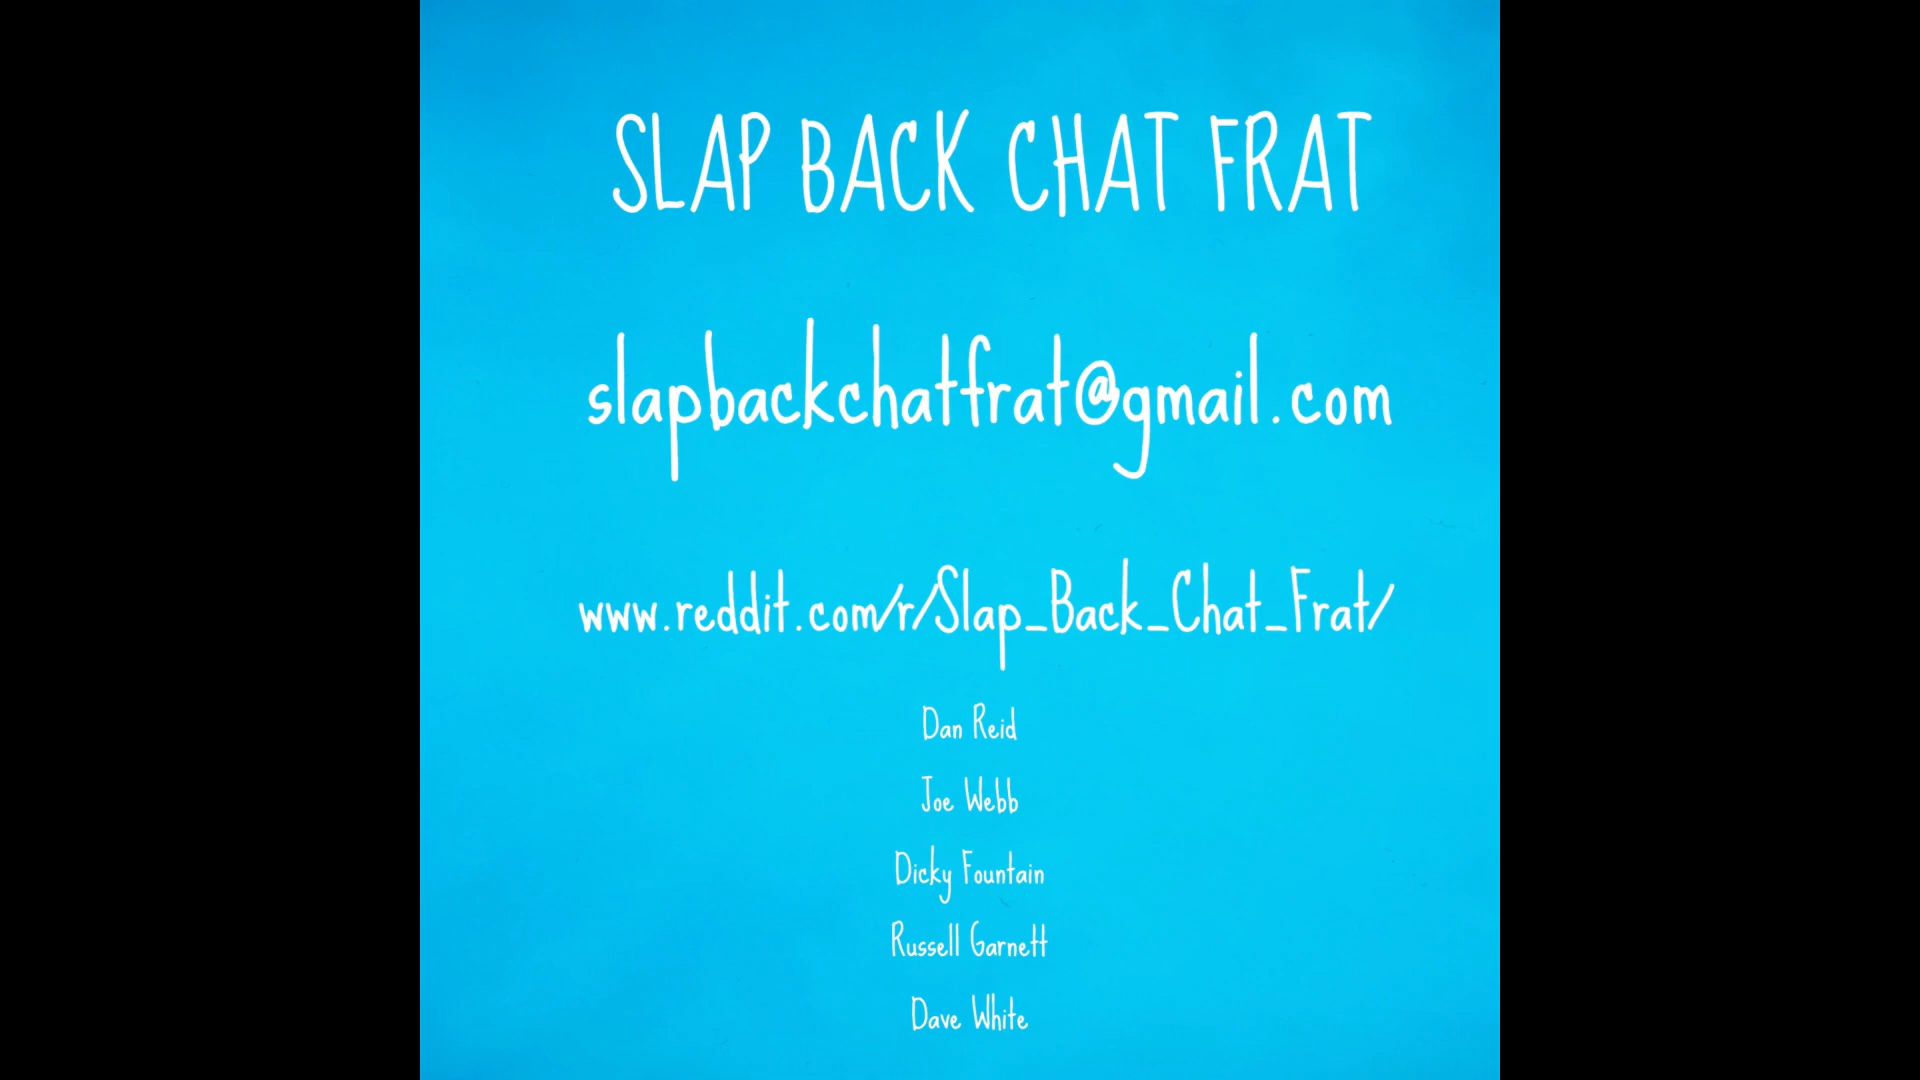 SLAP BACK CHAT FRAT
slapbackchatfrat@gmail.com
www.reddit.com/r/Slap_Back_Chat_Frat/
Dan Reid
Joe Webb
Dicky Fountain
Russell Garnett
Dave White